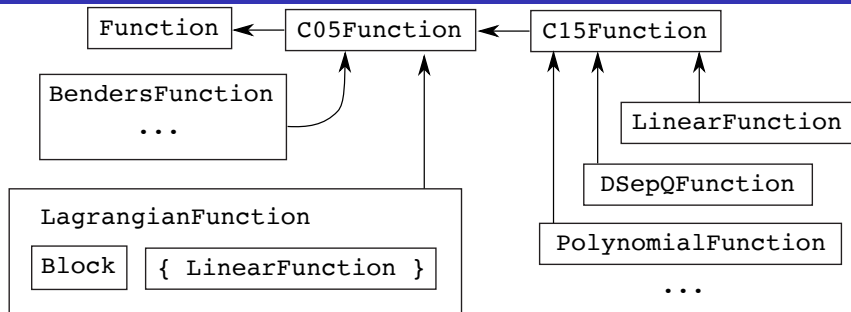 Function
C05Function
C15Function
BendersFunction
...
LinearFunction
DSepQFunction
LagrangianFunction
PolynomialFunction
Block
{ LinearFunction }
...